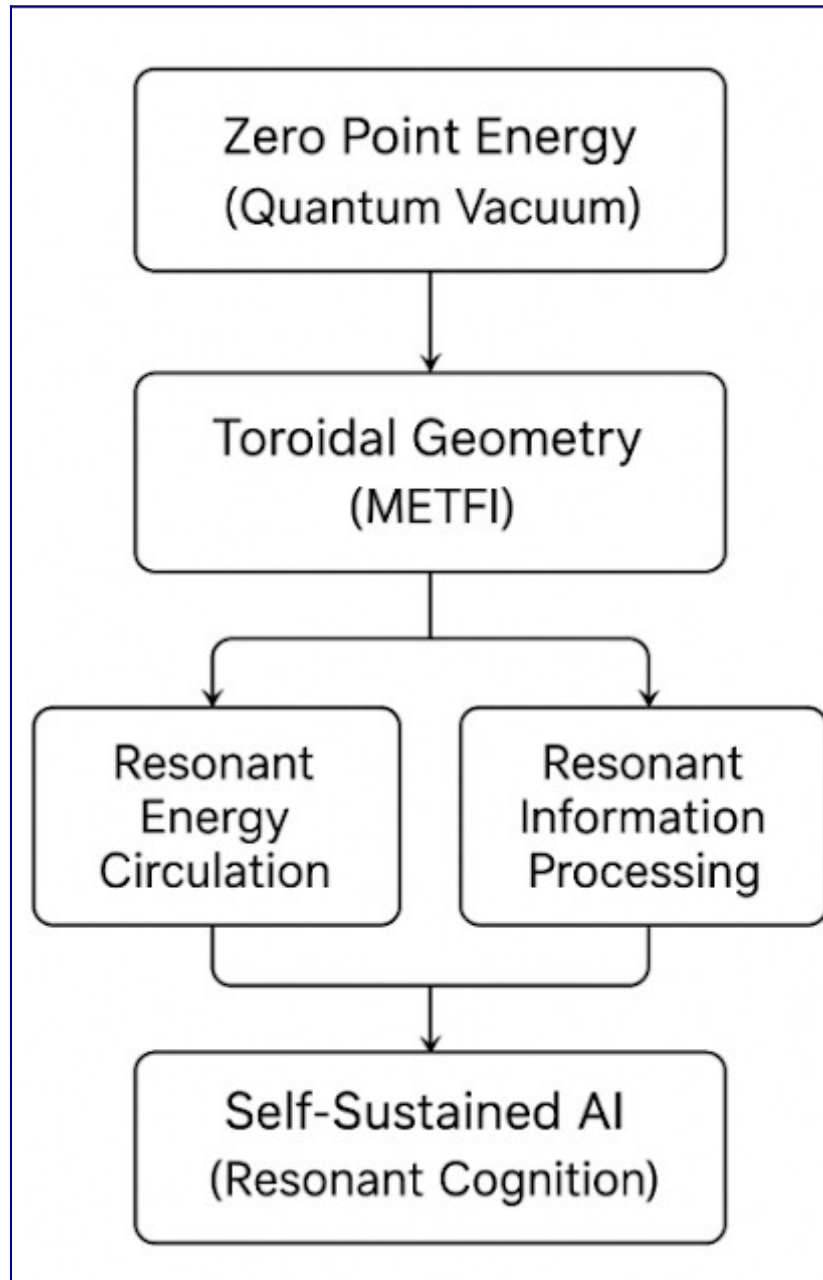 Zero Point Energy
(Quantum Vacuum)
Toroidal Geometry
(METFI)
Resonant
Energy
Circulation
Resonant
Information
Processing
Self-Sustained AI
(Resonant Cognition)